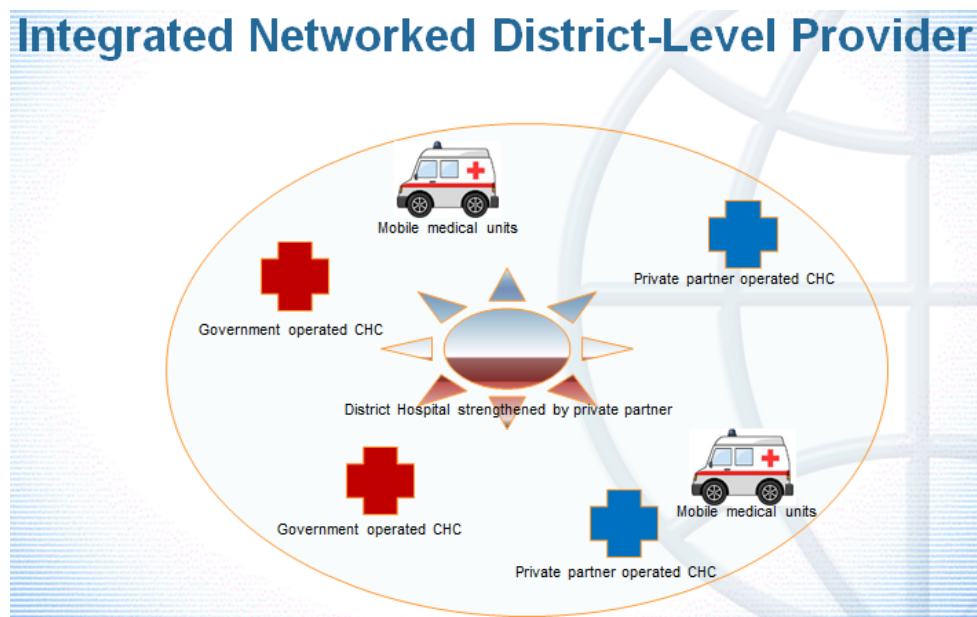 Integrated Networked District-Level Provider
Mobile medical units
Private partner operated CHC
Government operated CHC
District Hospital strengthened by private partner
Mobile medical units
Government operated CHC
Private partner operated CHC